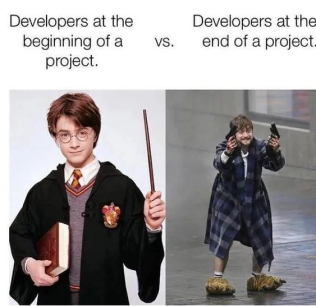 Developers at the
beginning of a
project.
vs.
Developers at the
end of a project.